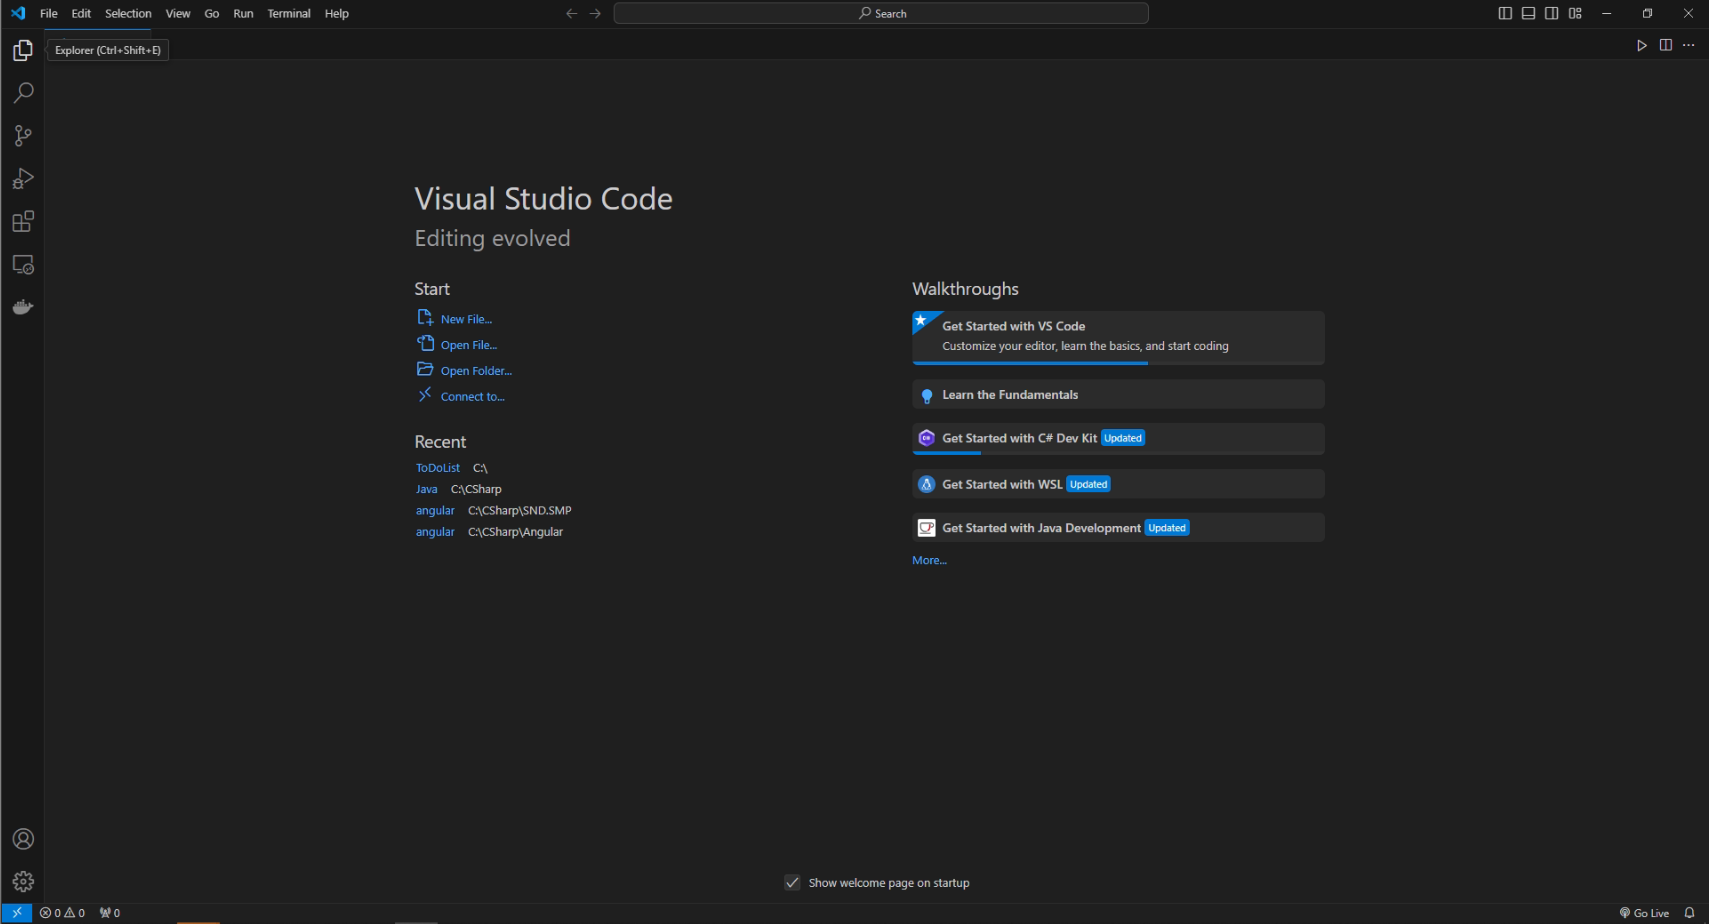 File Edit Selection View Go Run Terminal Help
Search
Explorer (Ctrl+Shift+E)
Visual Studio Code
Editing evolved
Start
New File...
Open File...
Open Folder...
Connect to...
Recent
ToDoList C:\
Java C:\CSharp
angular C:\CSharp\SND.SMP
angular C:\CSharp\Angular
Walkthroughs
Get Started with VS Code
Customize your editor, learn the basics, and start coding
Learn the Fundamentals
Get Started with C# Dev Kit Updated
Get Started with WSL Updated
Get Started with Java Development Updated
More...
Show welcome page on startup
0 0 0 Go Live